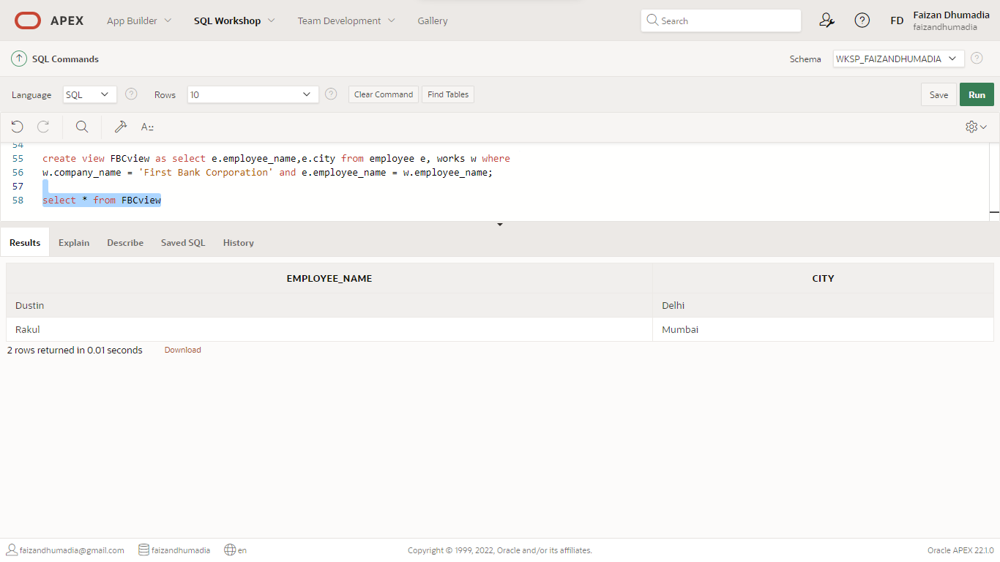 APEX App Builder SQL Workshop Team Development Gallery Search FD Faizan Dhumadia
faizandhumadia
SQL Commands Schema WKSP_FAIZANDHUMADIA
Language SQL Rows 10 Clear Command Find Tables Save Run
A
54
55 create view FBCview as select e.employee_name,e.city from employee e, works w where
56 w.company_name = 'First Bank Corporation' and e.employee_name = w.employee_name;
57
58 select * from FBCview
Results Explain Describe Saved SQL History
EMPLOYEE_NAME CITY
Dustin Delhi
Rakul Mumbai
2 rows returned in 0.01 seconds Download
faizandhumadia@gmail.com faizandhumadia en Copyright © 1999, 2022, Oracle and/or its affiliates. Oracle APEX 22.1.0